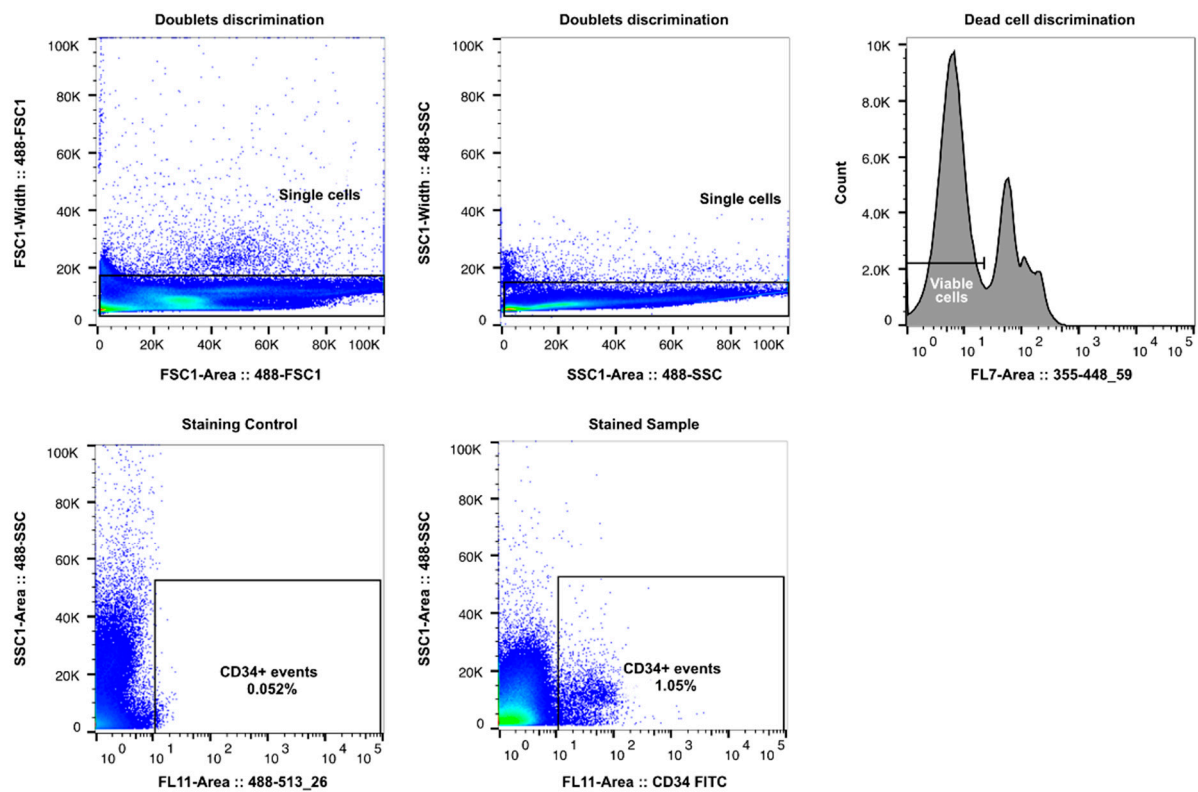 Doublets discrimination
100K
80K
60K
40K
20K
0
FSC1-Width :: 488-FSC1
Single cells
0 20K 40K 60K 80K 100K
FSC1-Area :: 488-FSC1
Doublets discrimination
100K
80K
60K
40K
20K
0
SSC1-Width :: 488-SSC
Single cells
0 20K 40K 60K 80K 100K
SSC1-Area :: 488-SSC
Dead cell discrimination
10K
8.0K
6.0K
4.0K
2.0K
0
Count
Viable
cells
10^0 10^1 10^2 10^3 10^4 10^5
FL7-Area :: 355-448_59
Staining Control
100K
80K
60K
40K
20K
0
SSC1-Area :: 488-SSC
CD34+ events
0.052%
10^0 10^1 10^2 10^3 10^4 10^5
FL11-Area :: 488-513_26
Stained Sample
100K
80K
60K
40K
20K
0
SSC1-Area :: 488-SSC
CD34+ events
1.05%
10^0 10^1 10^2 10^3 10^4 10^5
FL11-Area :: CD34 FITC